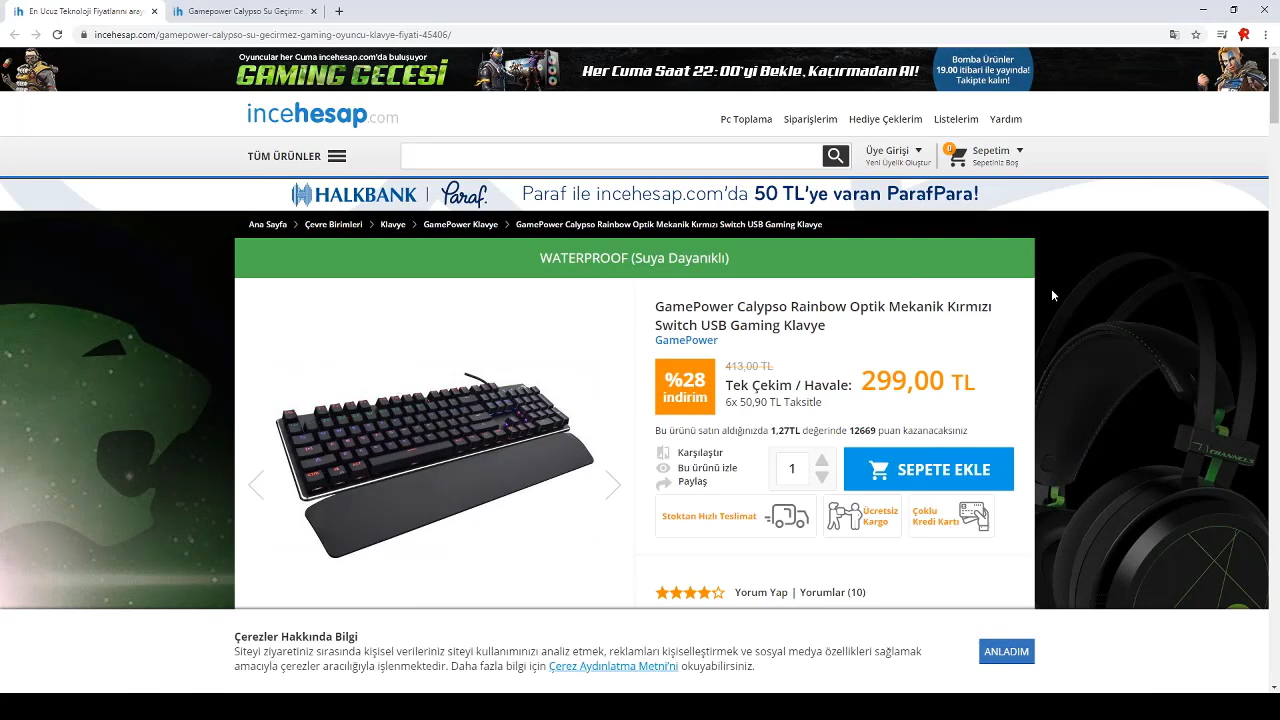 En Ucuz Teknoloji Fiyatlarını aray
Gamepower Calypso Su Geçirme
incehesap.com/gamepower-calypso-su-gecirmez-gaming-oyuncu-klavye-fiyati-45406/
Oyuncular her Cuma incehesap.com'da buluşuyor
GAMING GECESİ
Her Cuma Saat 22:00'yi Bekle, Kaçırmadan Al!
Bomba Ürünler
19.00 itibari ile yayında!
Takipte kalın!
incehesap.com
Pc Toplama
Siparişlerim
Hediye Çeklerim
Listelerim
Yardım
TÜM ÜRÜNLER
Üye Girişi
Yeni Üyelik Oluştur
0
Sepetim
Sepetiniz Boş
HALKBANK | Paraf. Paraf ile incehesap.com'da 50 TL'ye varan ParafPara!
Ana Sayfa > Çevre Birimleri > Klavye > GamePower Klavye > GamePower Calypso Rainbow Optik Mekanik Kırmızı Switch USB Gaming Klavye
WATERPROOF (Suya Dayanıklı)
GamePower Calypso Rainbow Optik Mekanik Kırmızı
Switch USB Gaming Klavye
GamePower
%28
indirim
413,00 TL
Tek Çekim / Havale: 299,00 TL
6x 50,90 TL Taksitle
Bu ürünü satın aldığınızda 1,27TL değerinde 12669 puan kazanacaksınız
Karşılaştır
Bu ürünü izle
Paylaş
1
SEPETE EKLE
Stoktan Hızlı Teslimat
Ücretsiz
Kargo
Çoklu
Kredi Kartı
Yorum Yap | Yorumlar (10)
7.1 CHANNELS
Çerezler Hakkında Bilgi
Siteyi ziyaretiniz sırasında kişisel verileriniz siteyi kullanımınızı analiz etmek, reklamları kişiselleştirmek ve sosyal medya özellikleri sağlamak
amacıyla çerezler aracılığıyla işlenmektedir. Daha fazla bilgi için Çerez Aydınlatma Metni'ni okuyabilirsiniz.
ANLADIM